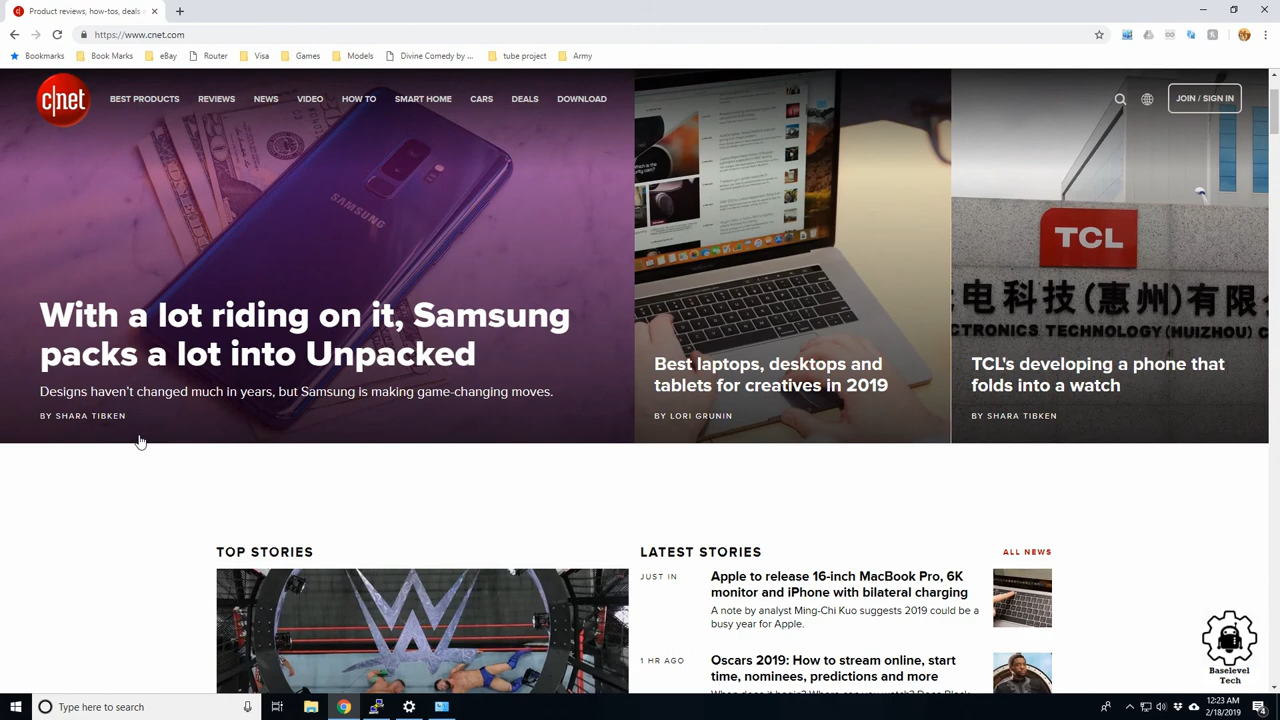 Product reviews, how-tos, deals
https://www.cnet.com
Bookmarks
Book Marks
eBay
Router
Visa
Games
Models
Divine Comedy by ...
tube project
Army
c|net
BEST PRODUCTS
REVIEWS
NEWS
VIDEO
HOW TO
SMART HOME
CARS
DEALS
DOWNLOAD
JOIN / SIGN IN
SAMSUNG
With a lot riding on it, Samsung
packs a lot into Unpacked
Designs haven't changed much in years, but Samsung is making game-changing moves.
BY SHARA TIBKEN
Best laptops, desktops and
tablets for creatives in 2019
BY LORI GRUNIN
TCL
电科技(惠州)有限
CTRONICS TECHNOLOGY(HUIZHOU) C
TCL's developing a phone that
folds into a watch
BY SHARA TIBKEN
TOP STORIES
LATEST STORIES
ALL NEWS
JUST IN
Apple to release 16-inch MacBook Pro, 6K
monitor and iPhone with bilateral charging
A note by analyst Ming-Chi Kuo suggests 2019 could be a
busy year for Apple.
1 HR AGO
Oscars 2019: How to stream online, start
time, nominees, predictions and more
Baselevel
Tech
Type here to search
12:23 AM
2/18/2019
4